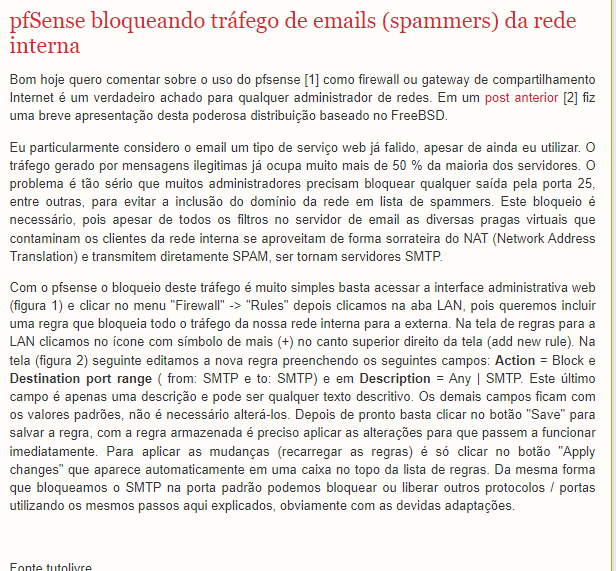 pfSense bloqueando tráfego de emails (spammers) da rede
interna
Bom hoje quero comentar sobre o uso do pfsense [1] como firewall ou gateway de compartilhamento
Internet é um verdadeiro achado para qualquer administrador de redes. Em um post anterior [2] fiz
uma breve apresentação desta poderosa distribuição baseado no FreeBSD.
Eu particularmente considero o email um tipo de serviço web já falido, apesar de ainda eu utilizar. O
tráfego gerado por mensagens ilegitimas já ocupa muito mais de 50 % da maioria dos servidores. O
problema é tão sério que muitos administradores precisam bloquear qualquer saída pela porta 25,
entre outras, para evitar a inclusão do domínio da rede em lista de spammers. Este bloqueio é
necessário, pois apesar de todos os filtros no servidor de email as diversas pragas virtuais que
contaminam os clientes da rede interna se aproveitam de forma sorrateira do NAT (Network Address
Translation) e transmitem diretamente SPAM, ser tornam servidores SMTP.
Com o pfsense o bloqueio deste tráfego é muito simples basta acessar a interface administrativa web
(figura 1) e clicar no menu "Firewall" -> "Rules" depois clicamos na aba LAN, pois queremos incluir
uma regra que bloqueia todo o tráfego da nossa rede interna para a externa. Na tela de regras para a
LAN clicamos no ícone com símbolo de mais (+) no canto superior direito da tela (add new rule). Na
tela (figura 2) seguinte editamos a nova regra preenchendo os seguintes campos: Action = Block e
Destination port range ( from: SMTP e to: SMTP) e em Description = Any | SMTP. Este último
campo é apenas uma descrição e pode ser qualquer texto descritivo. Os demais campos ficam com
os valores padrões, não é necessário alterá-los. Depois de pronto basta clicar no botão "Save" para
salvar a regra, com a regra armazenada é preciso aplicar as alterações para que passem a funcionar
imediatamente. Para aplicar as mudanças (recarregar as regras) é só clicar no botão "Apply
changes" que aparece automaticamente em uma caixa no topo da lista de regras. Da mesma forma
que bloqueamos o SMTP na porta padrão podemos bloquear ou liberar outros protocolos / portas
utilizando os mesmos passos aqui explicados, obviamente com as devidas adaptações.
Fonte tutolivre